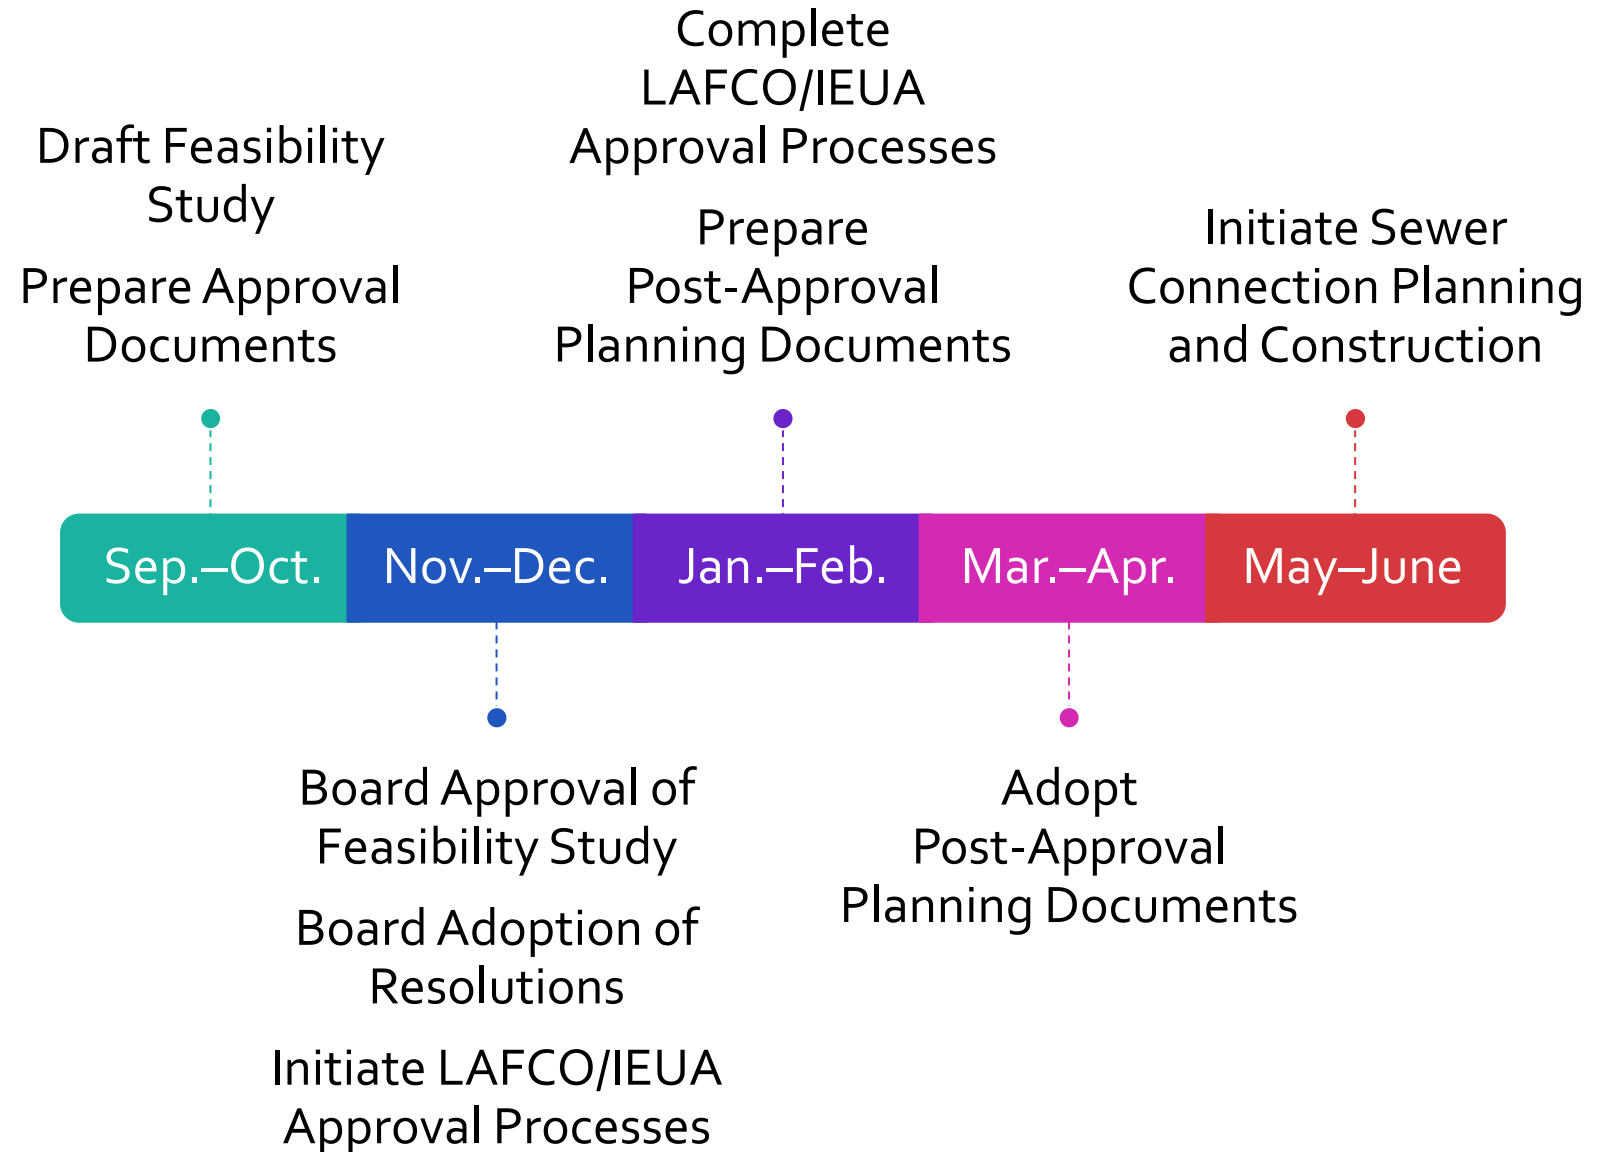 Draft Feasibility
Study
Prepare Approval
Documents
Complete
LAFCO/IEUA
Approval Processes
Prepare
Post-Approval
Planning Documents
Initiate Sewer
Connection Planning
and Construction
Sep.–Oct.
Nov.–Dec.
Jan.–Feb.
Mar.–Apr.
May–June
Board Approval of
Feasibility Study
Board Adoption of
Resolutions
Initiate LAFCO/IEUA
Approval Processes
Adopt
Post-Approval
Planning Documents